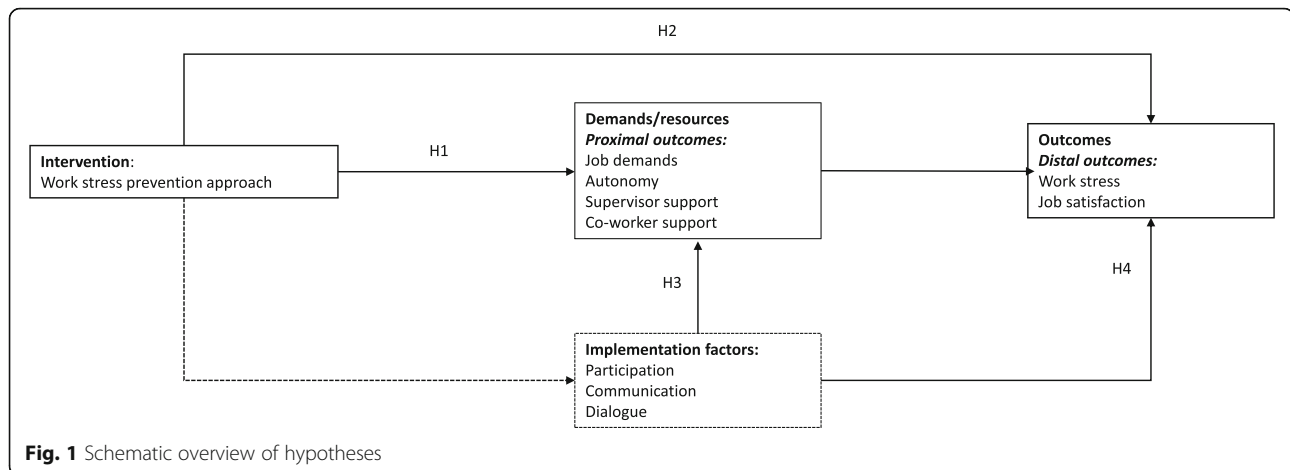 H2
Intervention:
Work stress prevention approach
H1
Demands/resources
Proximal outcomes:
Job demands
Autonomy
Supervisor support
Co-worker support
Outcomes
Distal outcomes:
Work stress
Job satisfaction
H3
H4
Implementation factors:
Participation
Communication
Dialogue
Fig. 1 Schematic overview of hypotheses